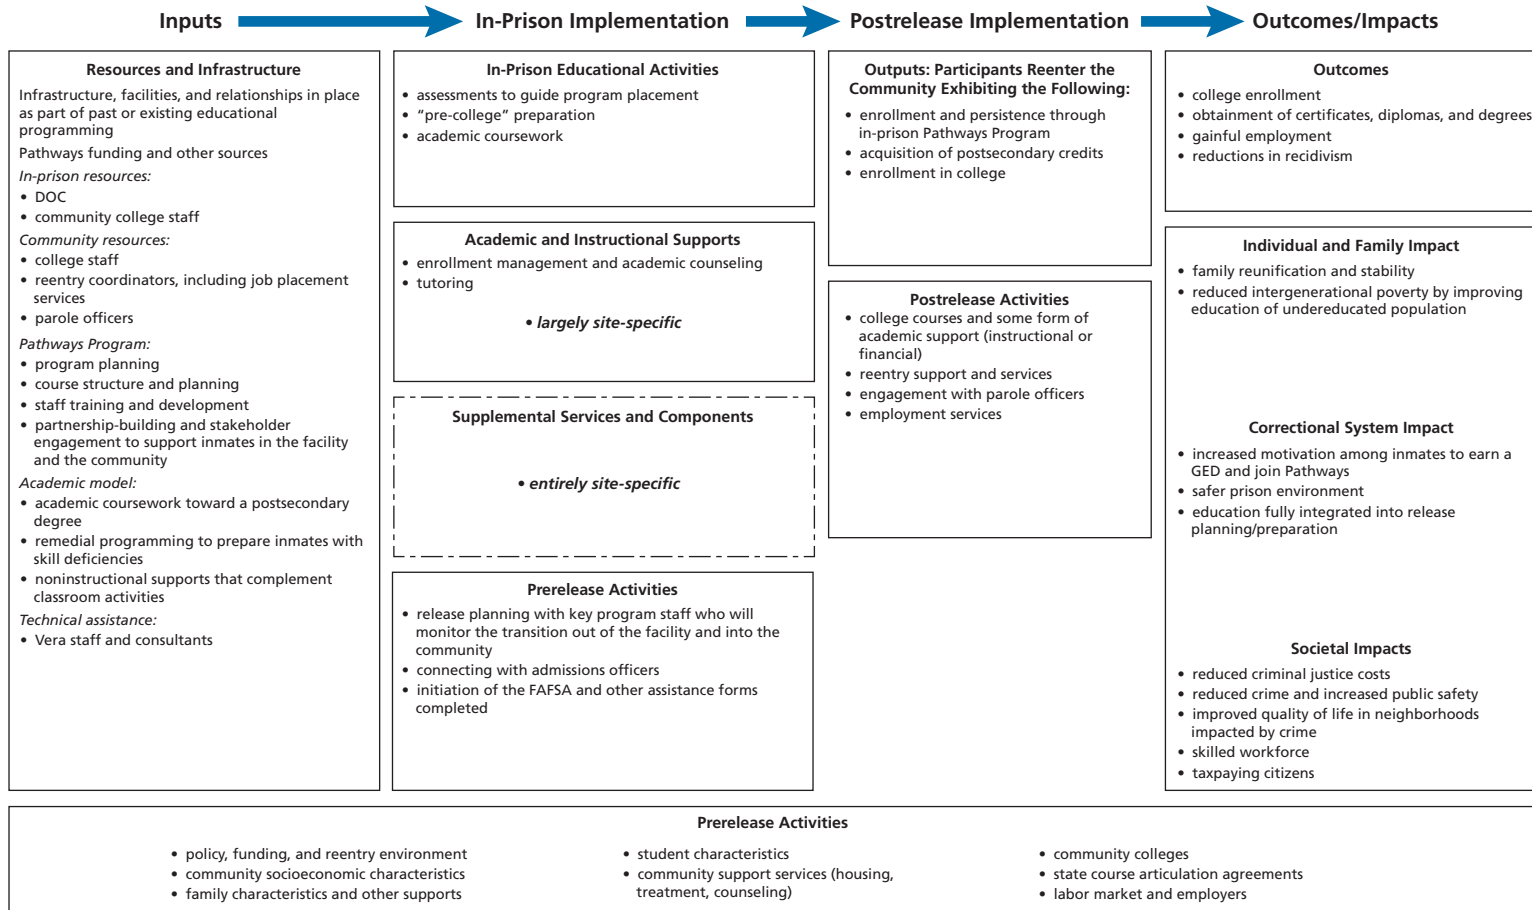 Inputs
In-Prison Implementation
Postrelease Implementation
Outcomes/Impacts
Resources and Infrastructure
Infrastructure, facilities, and relationships in place
as part of past or existing educational
programming
Pathways funding and other sources
In-prison resources:
• DOC
• community college staff
Community resources:
• college staff
• reentry coordinators, including job placement
services
• parole officers
Pathways Program:
• program planning
• course structure and planning
• staff training and development
• partnership-building and stakeholder
engagement to support inmates in the facility
and the community
Academic model:
• academic coursework toward a postsecondary
degree
• remedial programming to prepare inmates with
skill deficiencies
• noninstructional supports that complement
classroom activities
Technical assistance:
• Vera staff and consultants
In-Prison Educational Activities
• assessments to guide program placement
• “pre-college” preparation
• academic coursework
Academic and Instructional Supports
• enrollment management and academic counseling
• tutoring
• largely site-specific
Supplemental Services and Components
• entirely site-specific
Prerelease Activities
• release planning with key program staff who will
monitor the transition out of the facility and into the
community
• connecting with admissions officers
• initiation of the FAFSA and other assistance forms
completed
Outputs: Participants Reenter the
Community Exhibiting the Following:
• enrollment and persistence through
in-prison Pathways Program
• acquisition of postsecondary credits
• enrollment in college
Postrelease Activities
• college courses and some form of
academic support (instructional or
financial)
• reentry support and services
• engagement with parole officers
• employment services
Outcomes
• college enrollment
• obtainment of certificates, diplomas, and degrees
• gainful employment
• reductions in recidivism
Individual and Family Impact
• family reunification and stability
• reduced intergenerational poverty by improving
education of undereducated population
Correctional System Impact
• increased motivation among inmates to earn a
GED and join Pathways
• safer prison environment
• education fully integrated into release
planning/preparation
Societal Impacts
• reduced criminal justice costs
• reduced crime and increased public safety
• improved quality of life in neighborhoods
impacted by crime
• skilled workforce
• taxpaying citizens
Prerelease Activities
• policy, funding, and reentry environment
• community socioeconomic characteristics
• family characteristics and other supports
• student characteristics
• community support services (housing,
treatment, counseling)
• community colleges
• state course articulation agreements
• labor market and employers